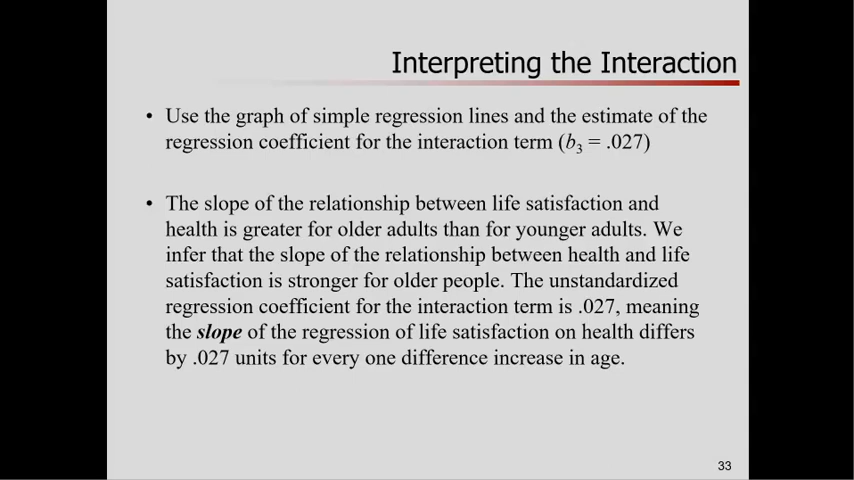 Interpreting the Interaction
• Use the graph of simple regression lines and the estimate of the
regression coefficient for the interaction term (b3 = .027)
• The slope of the relationship between life satisfaction and
health is greater for older adults than for younger adults. We
infer that the slope of the relationship between health and life
satisfaction is stronger for older people. The unstandardized
regression coefficient for the interaction term is .027, meaning
the slope of the regression of life satisfaction on health differs
by .027 units for every one difference increase in age.
33